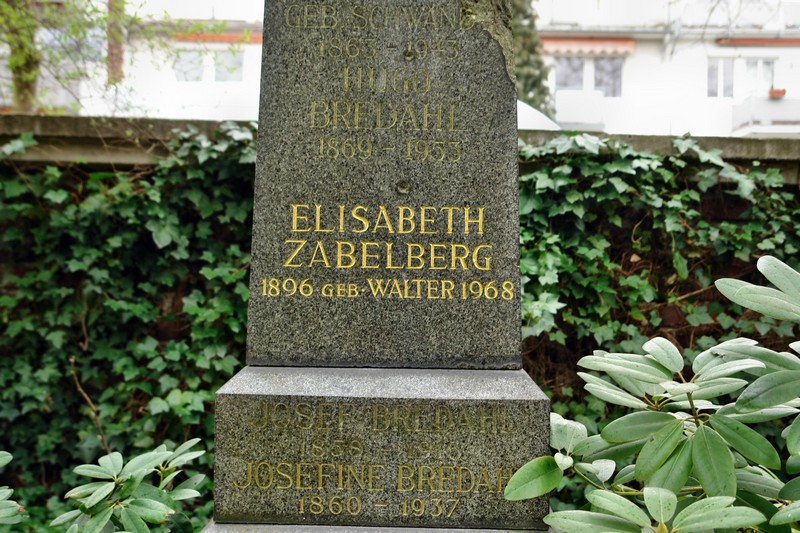 GEB. SCHWANE
1863 - 1943
HUGO
BREDAHL
1869 - 1953
ELISABETH
ZABELBERG
1896 GEB. WALTER 1968
JOSEF BREDAHL
JOSEFINE BREDAHL
1860 - 1937